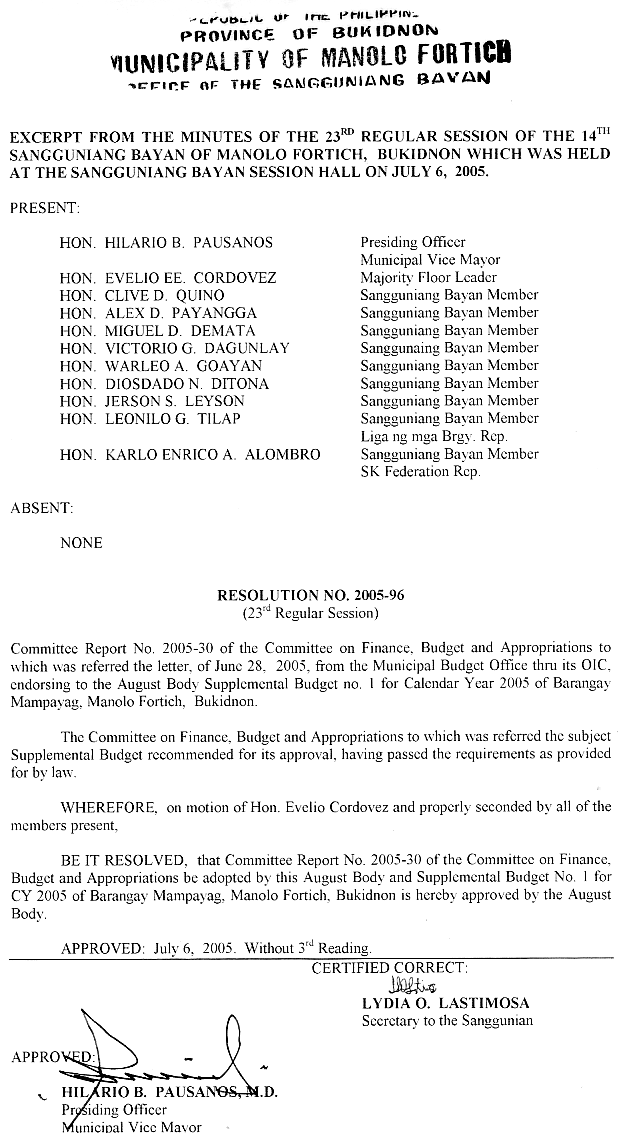 REPUBLIC OF THE PHILIPPIN
PROVINCE OF BUKIDNON
MUNICIPALITY OF MANOLO FORTICH
OFFICE OF THE SANGGUNIANG BAYAN
EXCERPT FROM THE MINUTES OF THE 23RD REGULAR SESSION OF THE 14TH
SANGGUNIANG BAYAN OF MANOLO FORTICH, BUKIDNON WHICH WAS HELD
AT THE SANGGUNIANG BAYAN SESSION HALL ON JULY 6, 2005.
PRESENT:
HON. HILARIO B. PAUSANOS Presiding Officer
Municipal Vice Mayor
HON. EVELIO EE. CORDOVEZ Majority Floor Leader
HON. CLIVE D. QUINO Sangguniang Bayan Member
HON. ALEX D. PAYANGGA Sangguniang Bayan Member
HON. MIGUEL D. DEMATA Sangguniang Bayan Member
HON. VICTORIO G. DAGUNLAY Sanggunaing Bayan Member
HON. WARLEO A. GOAYAN Sangguniang Bayan Member
HON. DIOSDADO N. DITONA Sangguniang Bayan Member
HON. JERSON S. LEYSON Sangguniang Bayan Member
HON. LEONILO G. TILAP Sangguniang Bayan Member
Liga ng mga Brgy. Rep.
HON. KARLO ENRICO A. ALOMBRO Sangguniang Bayan Member
SK Federation Rep.
ABSENT:
NONE
RESOLUTION NO. 2005-96
(23rd Regular Session)
Committee Report No. 2005-30 of the Committee on Finance, Budget and Appropriations to
which was referred the letter, of June 28, 2005, from the Municipal Budget Office thru its OIC,
endorsing to the August Body Supplemental Budget no. 1 for Calendar Year 2005 of Barangay
Mampayag, Manolo Fortich, Bukidnon.
The Committee on Finance, Budget and Appropriations to which was referred the subject
Supplemental Budget recommended for its approval, having passed the requirements as provided
for by law.
WHEREFORE, on motion of Hon. Evelio Cordovez and properly seconded by all of the
members present,
BE IT RESOLVED, that Committee Report No. 2005-30 of the Committee on Finance,
Budget and Appropriations be adopted by this August Body and Supplemental Budget No. 1 for
CY 2005 of Barangay Mampayag, Manolo Fortich, Bukidnon is hereby approved by the August
Body.
APPROVED: July 6, 2005. Without 3rd Reading.
CERTIFIED CORRECT:
LYDIA O. LASTIMOSA
Secretary to the Sanggunian
APPROVED:
HILARIO B. PAUSANOS, M.D.
Presiding Officer
Municipal Vice Mayor